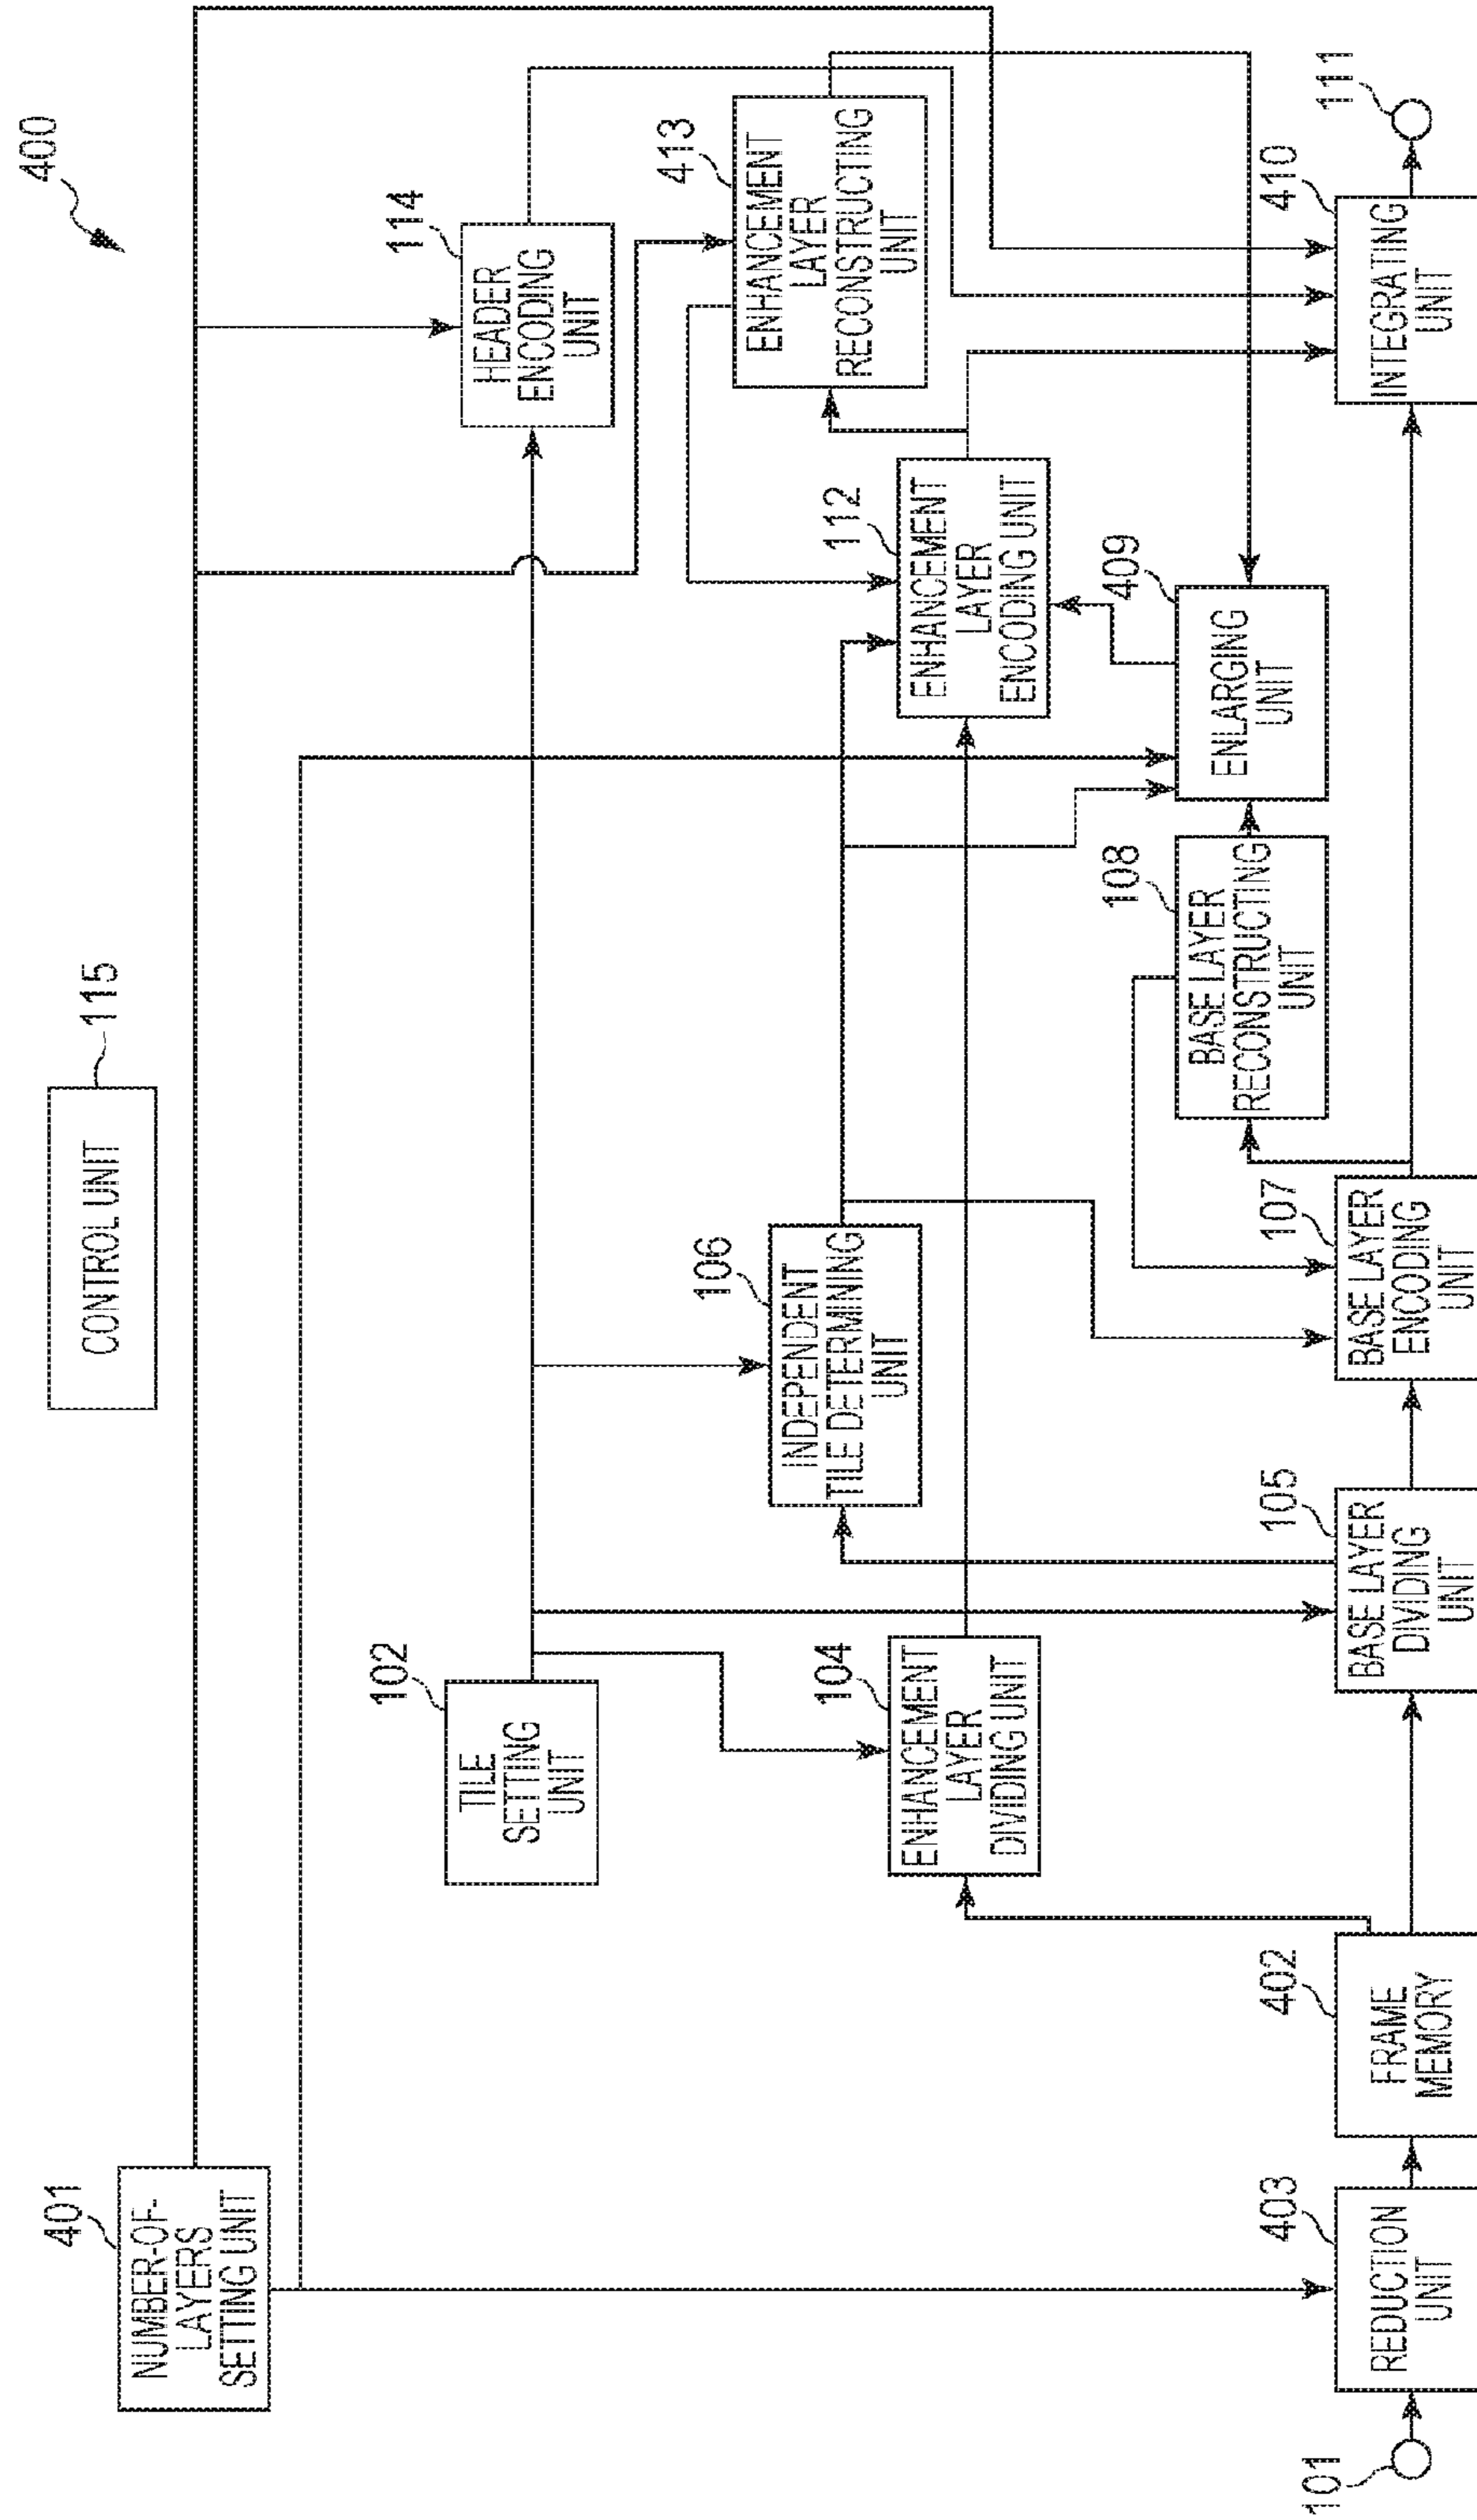 400
CONTROL UNIT
115
401
NUMBER-OF-
LAYERS
SETTING UNIT
102
TILE
SETTING
UNIT
114
HEADER
ENCODING
UNIT
106
INDEPENDENT
TILE DETERMINING
UNIT
413
ENHANCEMENT
LAYER
RECONSTRUCTING
UNIT
104
ENHANCEMENT
LAYER
DIVIDING UNIT
112
ENHANCEMENT
LAYER
ENCODING UNIT
108
BASE LAYER
RECONSTRUCTING
UNIT
409
ENLARGING
UNIT
101
403
REDUCTION
UNIT
402
FRAME
MEMORY
105
BASE LAYER
DIVIDING
UNIT
107
BASE LAYER
ENCODING
UNIT
410
INTEGRATING
UNIT
111